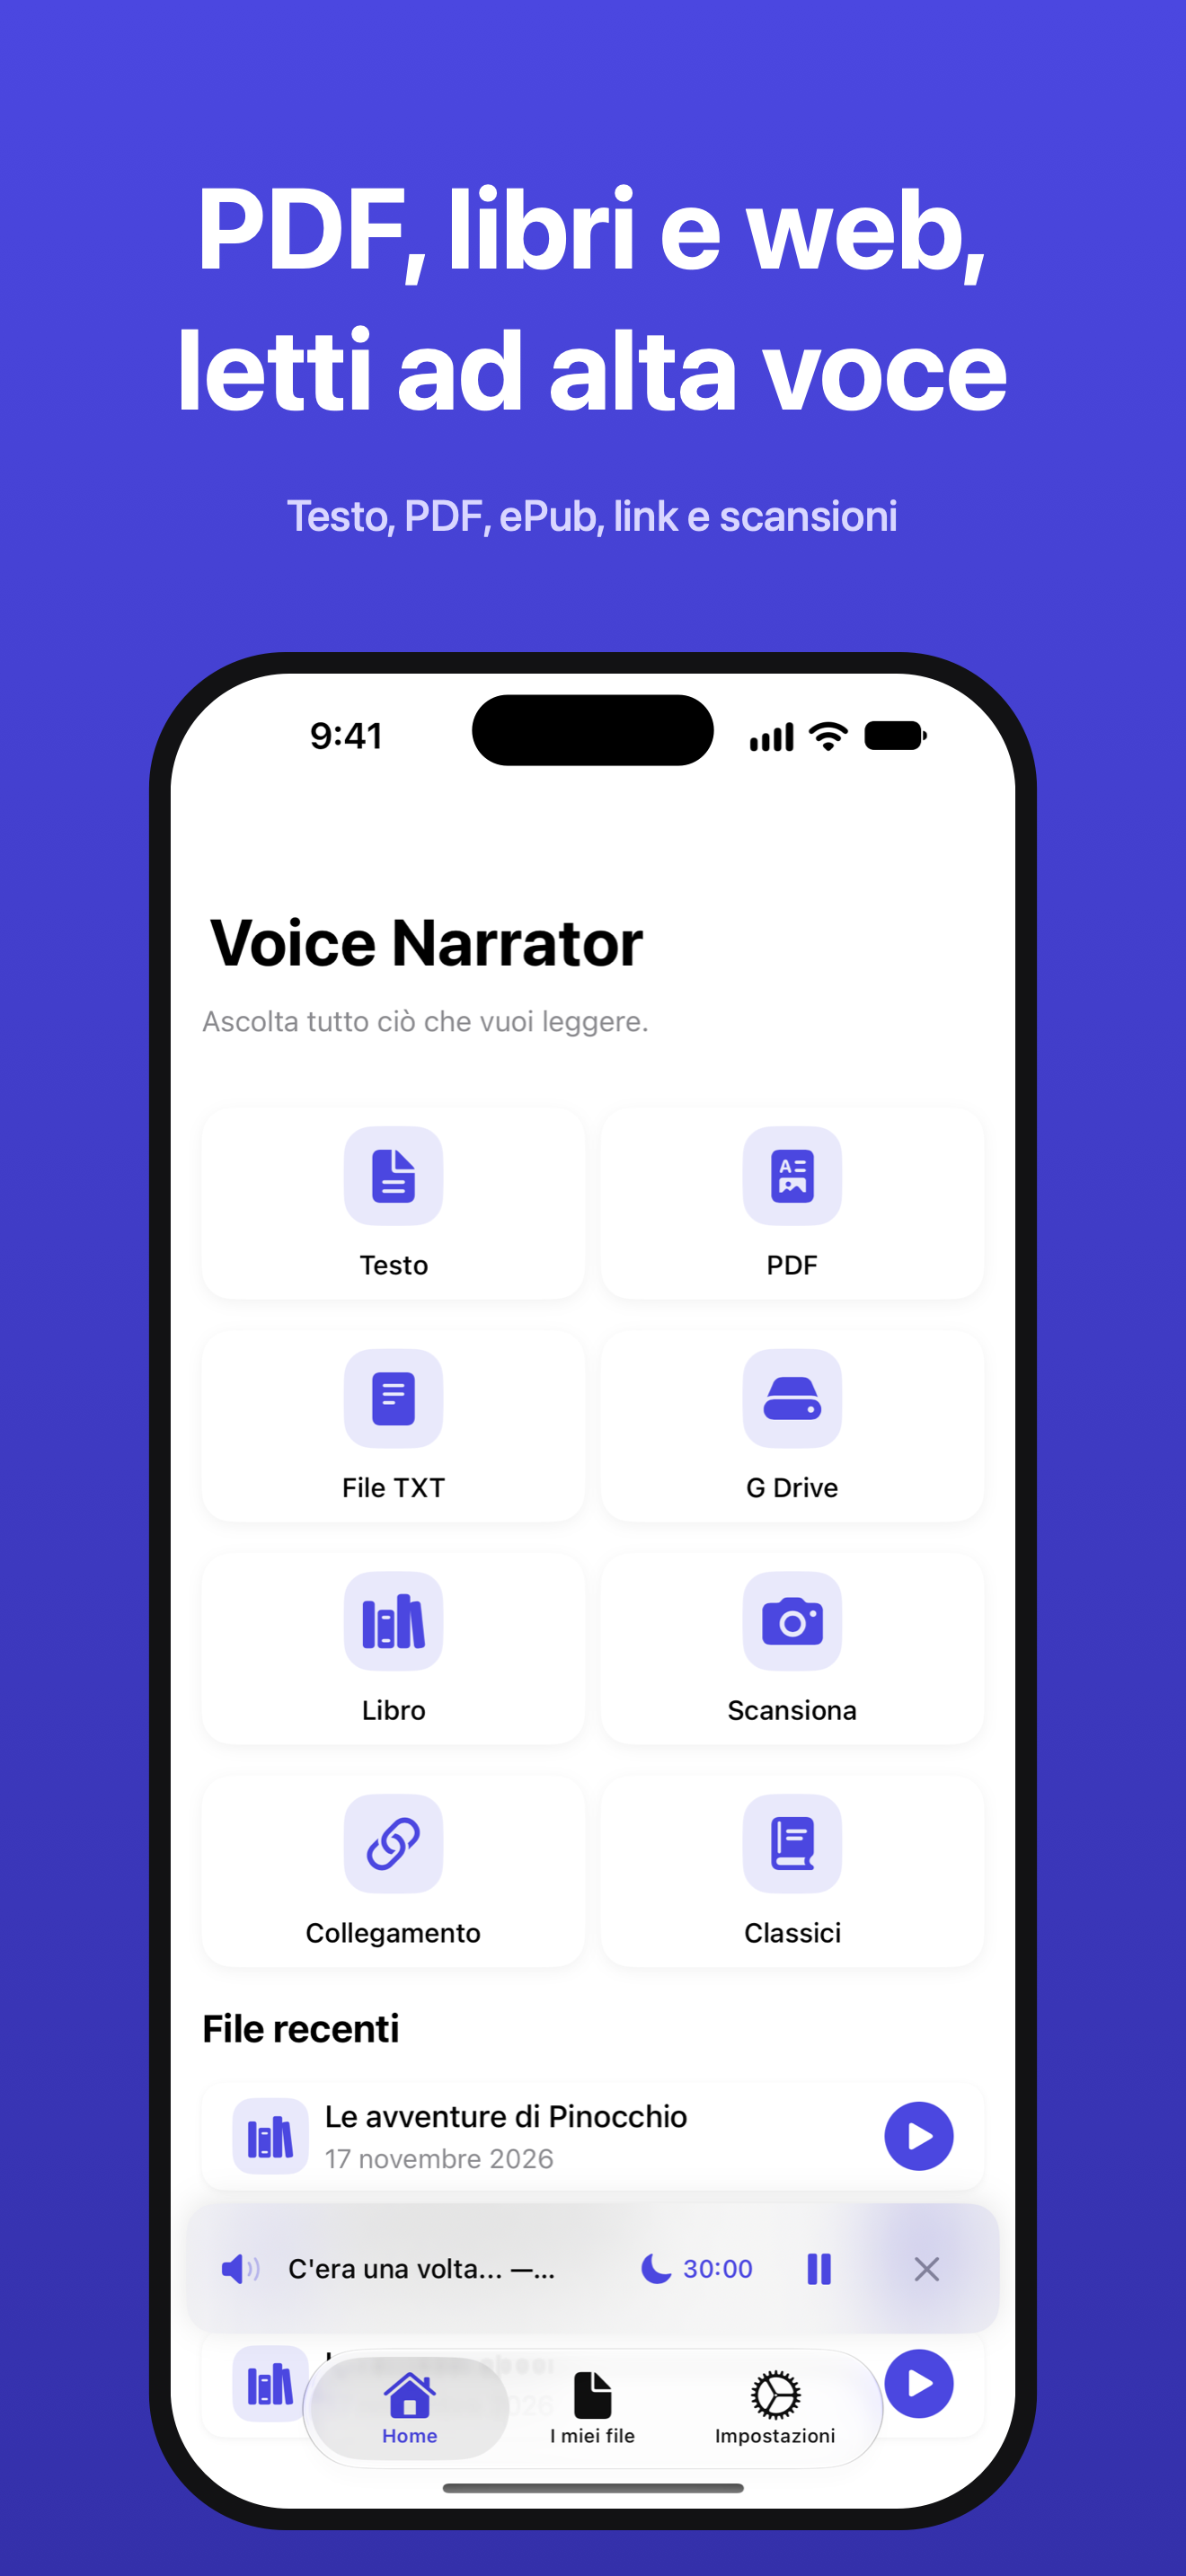 PDF, libri e web,
letti ad alta voce
Testo, PDF, ePub, link e scansioni
9:41
Voice Narrator
Ascolta tutto ciò che vuoi leggere.
Testo
PDF
File TXT
G Drive
Libro
Scansiona
Collegamento
Classici
File recenti
Le avventure di Pinocchio
17 novembre 2026
C'era una volta... —...
30:00
Home
I miei file
Impostazioni